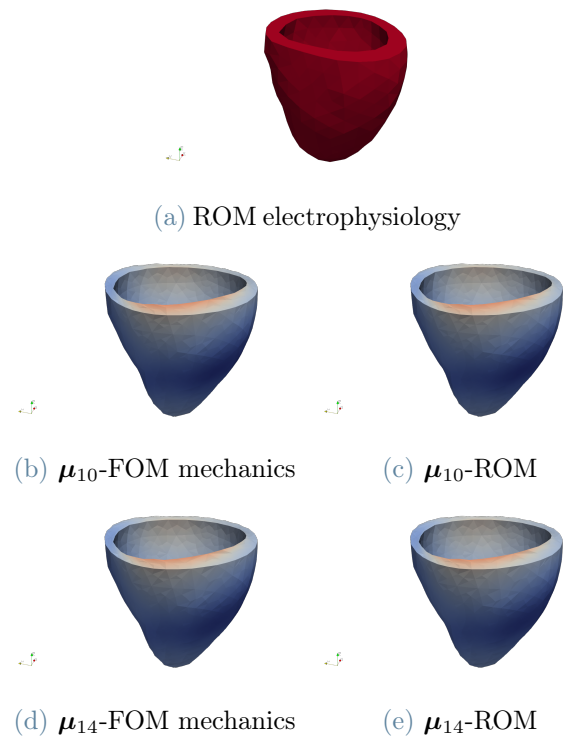 (a) ROM electrophysiology
(b) μ₁₀-FOM mechanics
(c) μ₁₀-ROM
(d) μ₁₄-FOM mechanics
(e) μ₁₄-ROM